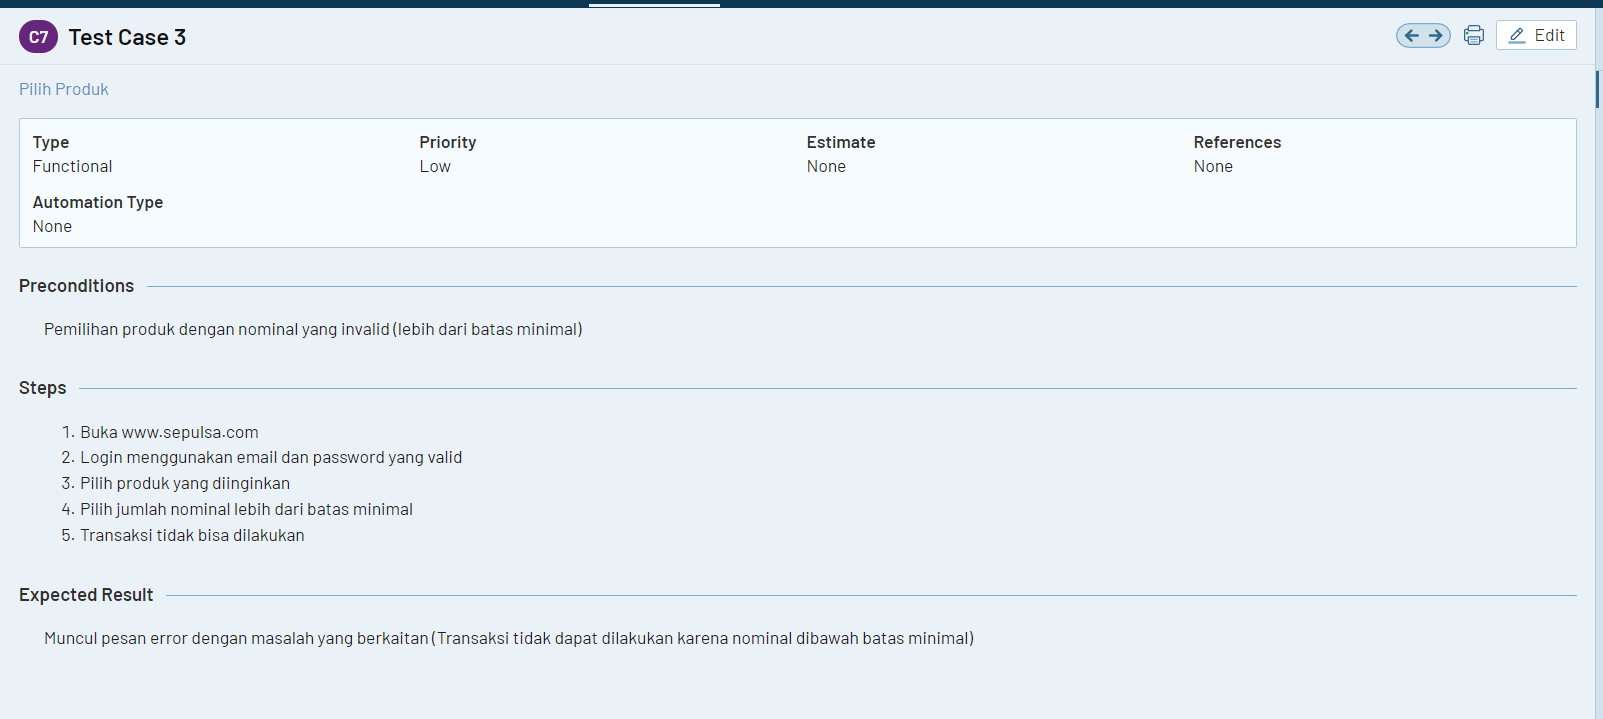 C7 Test Case 3
Edit
Pilih Produk
Type Priority Estimate References
Functional Low None None
Automation Type
None
Preconditions
Pemilihan produk dengan nominal yang invalid (lebih dari batas minimal)
Steps
1. Buka www.sepulsa.com
2. Login menggunakan email dan password yang valid
3. Pilih produk yang diinginkan
4. Pilih jumlah nominal lebih dari batas minimal
5. Transaksi tidak bisa dilakukan
Expected Result
Muncul pesan error dengan masalah yang berkaitan (Transaksi tidak dapat dilakukan karena nominal dibawah batas minimal)